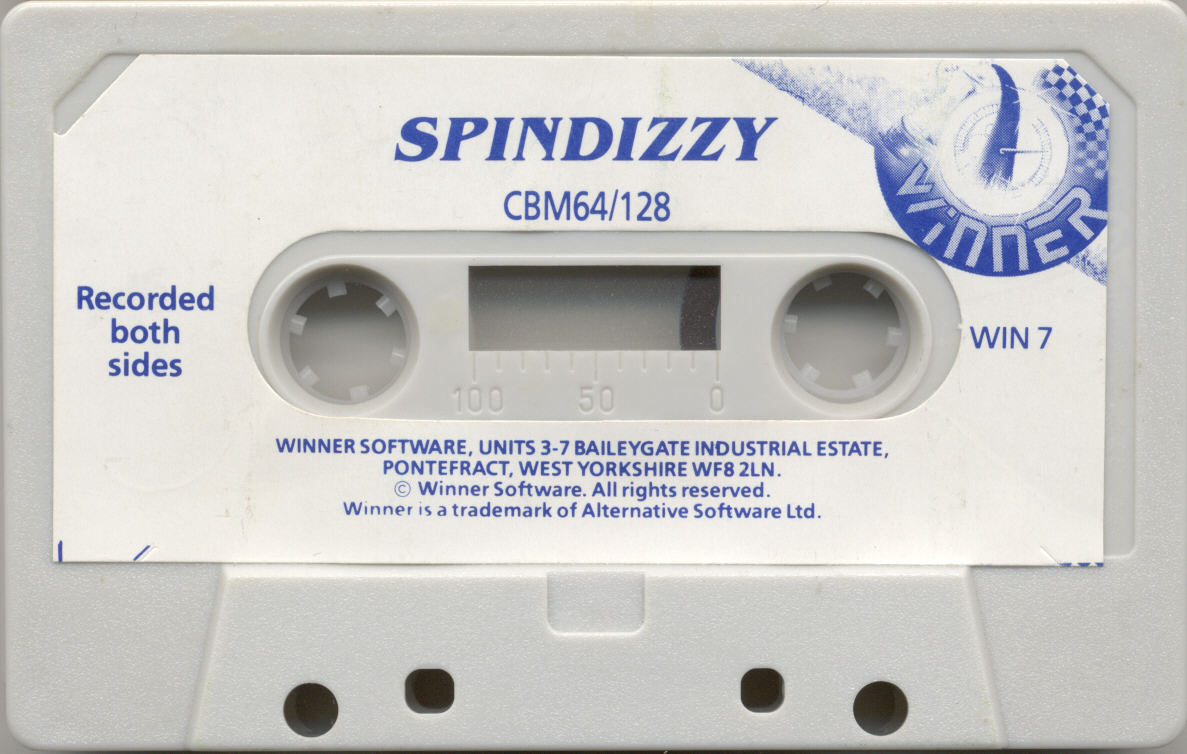 SPINDIZZY
CBM64/128
WINNER
Recorded
both
sides
WIN 7
100 50 0
WINNER SOFTWARE, UNITS 3-7 BAILEYGATE INDUSTRIAL ESTATE,
PONTEFRACT, WEST YORKSHIRE WF8 2LN.
© Winner Software. All rights reserved.
Winner is a trademark of Alternative Software Ltd.